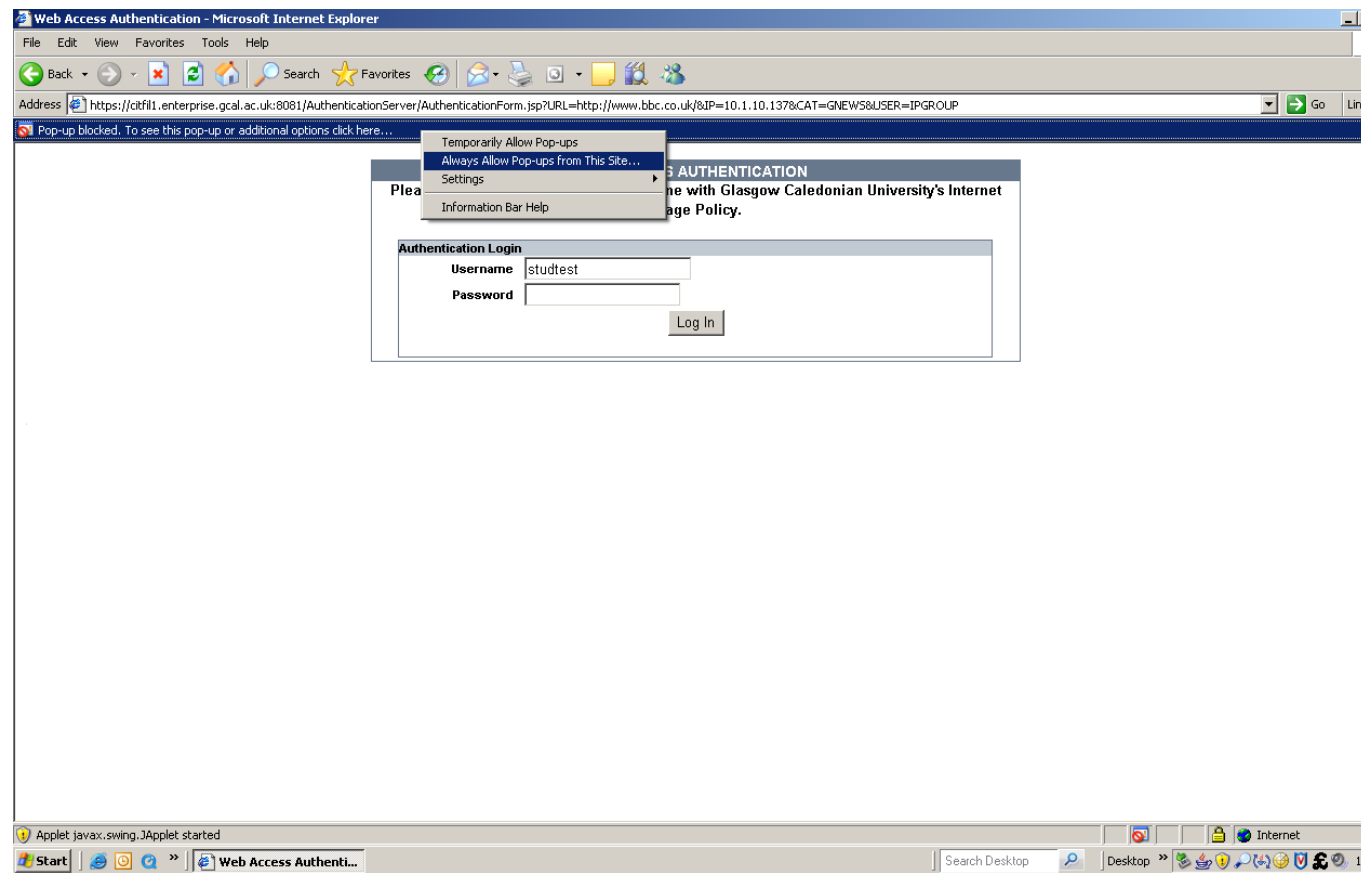 Web Access Authentication - Microsoft Internet Explorer
File Edit View Favorites Tools Help
Back Search Favorites
Address https://citfil1.enterprise.gcal.ac.uk:8081/AuthenticationServer/AuthenticationForm.jsp?URL=http://www.bbc.co.uk/&IP=10.1.10.137&CAT=GNEWS&USER=IPGROUP Go Lin
Pop-up blocked. To see this pop-up or additional options click here...
Temporarily Allow Pop-ups
Always Allow Pop-ups from This Site...
Settings
Information Bar Help
AUTHENTICATION
Plea ne with Glasgow Caledonian University's Internet
age Policy.
Authentication Login
Username studtest
Password
Log In
Applet javax.swing.JApplet started Internet
Start » Web Access Authenti... Search Desktop Desktop » 1